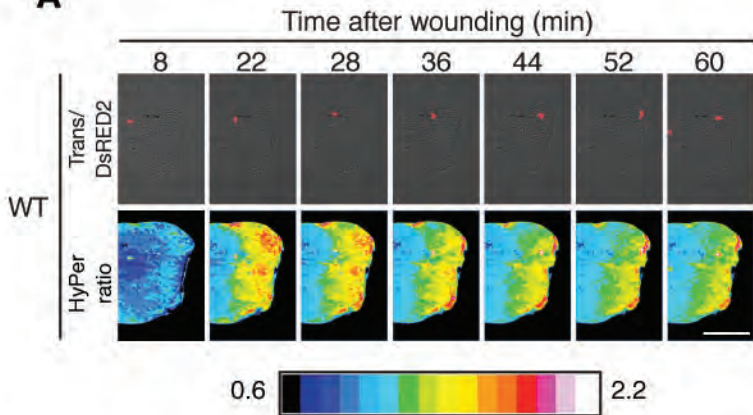 A
Time after wounding (min)
8 22 28 36 44 52 60
WT
Trans/
DsRED2
HyPer
ratio
0.6 2.2